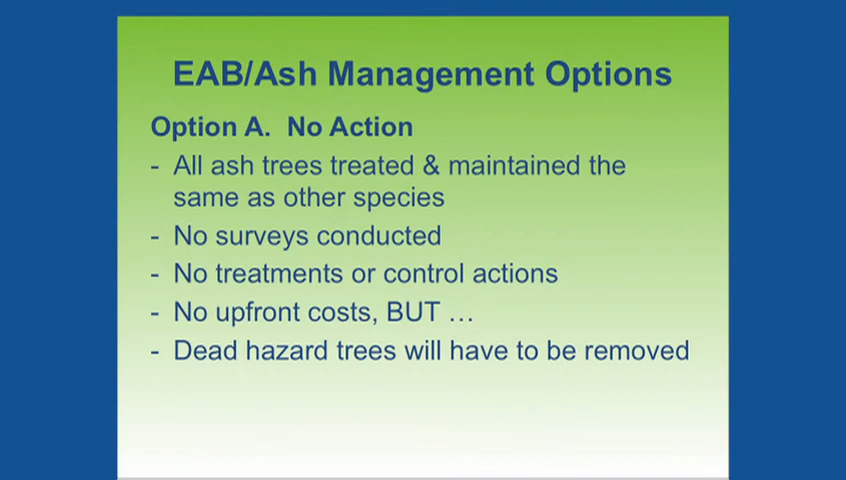 EAB/Ash Management Options
Option A.  No Action
- All ash trees treated & maintained the
same as other species
- No surveys conducted
- No treatments or control actions
- No upfront costs, BUT …
- Dead hazard trees will have to be removed